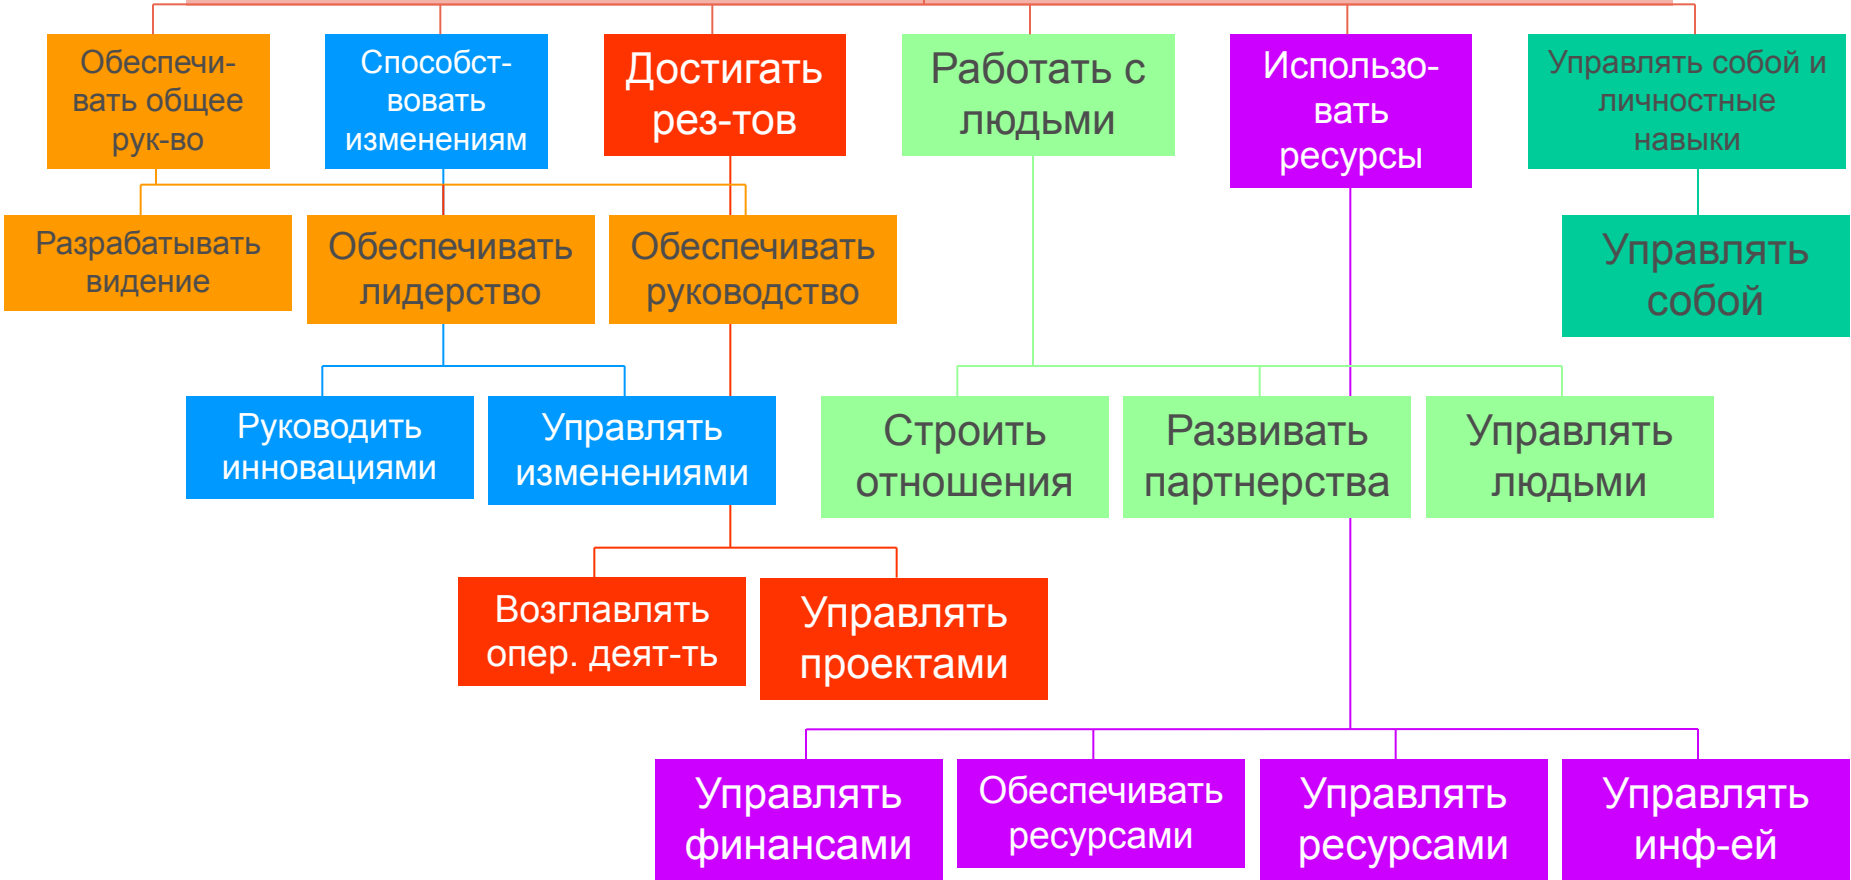 Обеспечи-
вать общее
рук-во
Способст-
вовать
изменениям
Достигать
рез-тов
Работать с
людьми
Использо-
вать
ресурсы
Управлять собой и
личностные
навыки
Разрабатывать
видение
Обеспечивать
лидерство
Обеспечивать
руководство
Управлять
собой
Руководить
инновациями
Управлять
изменениями
Строить
отношения
Развивать
партнерства
Управлять
людьми
Возглавлять
опер. деят-ть
Управлять
проектами
Управлять
финансами
Обеспечивать
ресурсами
Управлять
ресурсами
Управлять
инф-ей